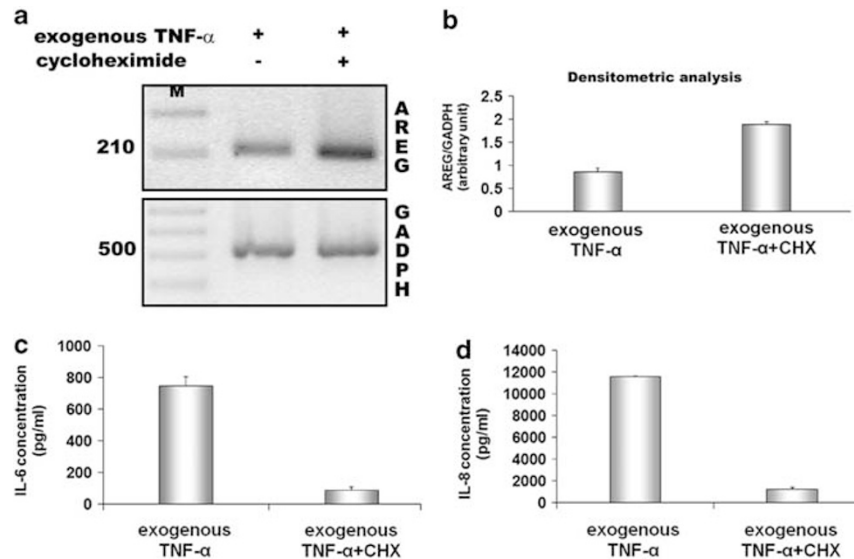 a
exogenous TNF-α + +
cycloheximide - +
M
210
AREG
500
GADPH
b
Densitometric analysis
AREG/GADPH
(arbitrary unit)
2.5
2
1.5
1
0.5
0
exogenous
TNF-α
exogenous
TNF-α+CHX
c
IL-6 concentration
(pg/ml)
1000
800
600
400
200
0
exogenous
TNF-α
exogenous
TNF-α+CHX
d
IL-8 concentration
(pg/ml)
14000
12000
10000
8000
6000
4000
2000
0
exogenous
TNF-α
exogenous
TNF-α+CHX